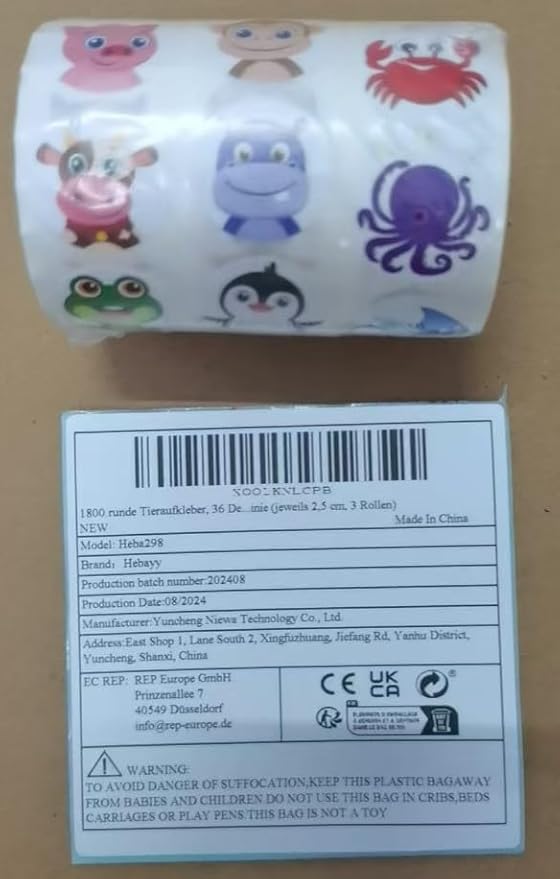 1800 runde Tieraufkleber, 36 De...inie (jeweils 2,5 cm, 3 Rollen)
NEW Made In China
Model: Heba298
Brand: Hebayy
Production batch number:202408
Production Date:08/2024
Manufacturer:Yuncheng Niewa Technology Co., Ltd.
Address:East Shop 1, Lane South 2, Xingfuzhuang, Jiefang Rd, Yanhu District,
Yuncheng, Shanxi, China
EC REP: REP Europe GmbH
Prinzenallee 7
40549 Düsseldorf
info@rep-europe.de
CE UK CA
WARNING:
TO AVOID DANGER OF SUFFOCATION,KEEP THIS PLASTIC BAGAWAY
FROM BABIES AND CHILDREN.DO NOT USE THIS BAG IN CRIBS,BEDS
CARRLAGES OR PLAY PENS.THIS BAG IS NOT A TOY